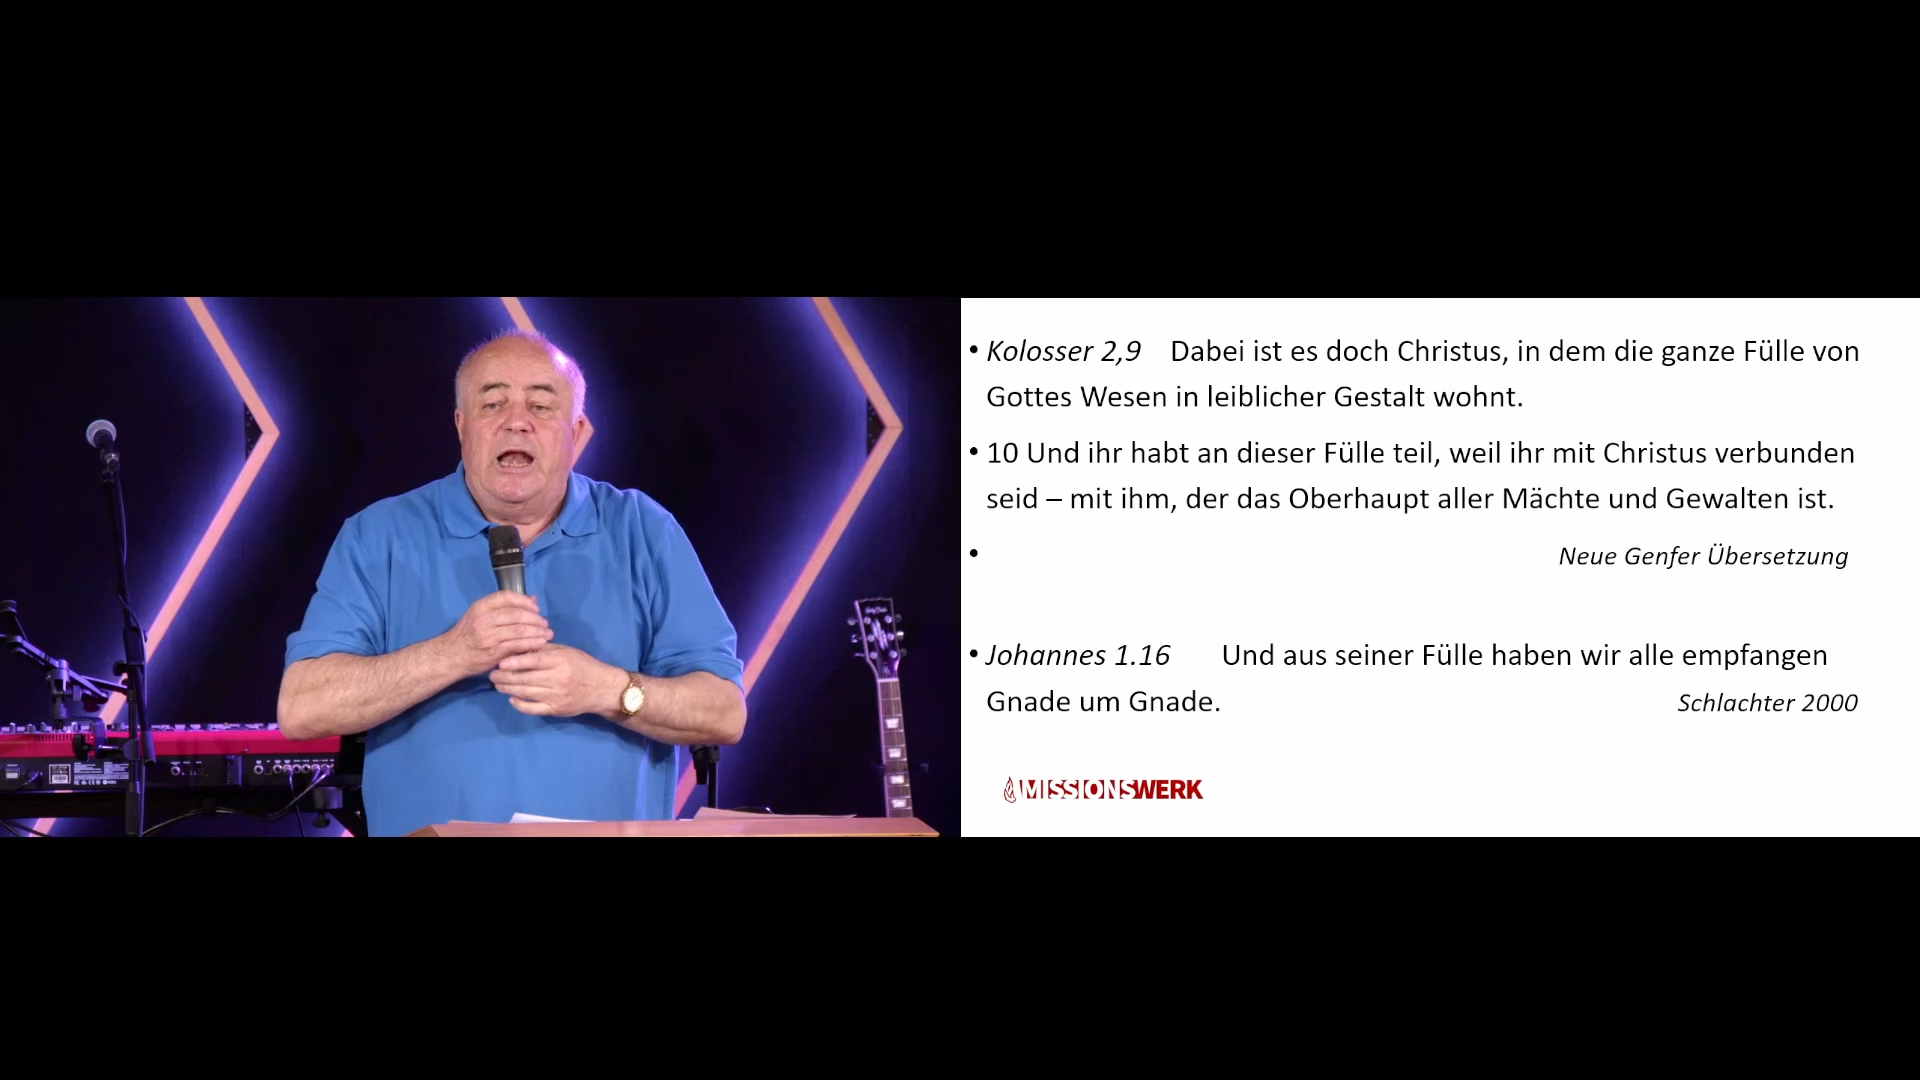 • Kolosser 2,9 Dabei ist es doch Christus, in dem die ganze Fülle von
Gottes Wesen in leiblicher Gestalt wohnt.
• 10 Und ihr habt an dieser Fülle teil, weil ihr mit Christus verbunden
seid – mit ihm, der das Oberhaupt aller Mächte und Gewalten ist.
• Neue Genfer Übersetzung
• Johannes 1.16 Und aus seiner Fülle haben wir alle empfangen
Gnade um Gnade. Schlachter 2000
MISSIONSWERK